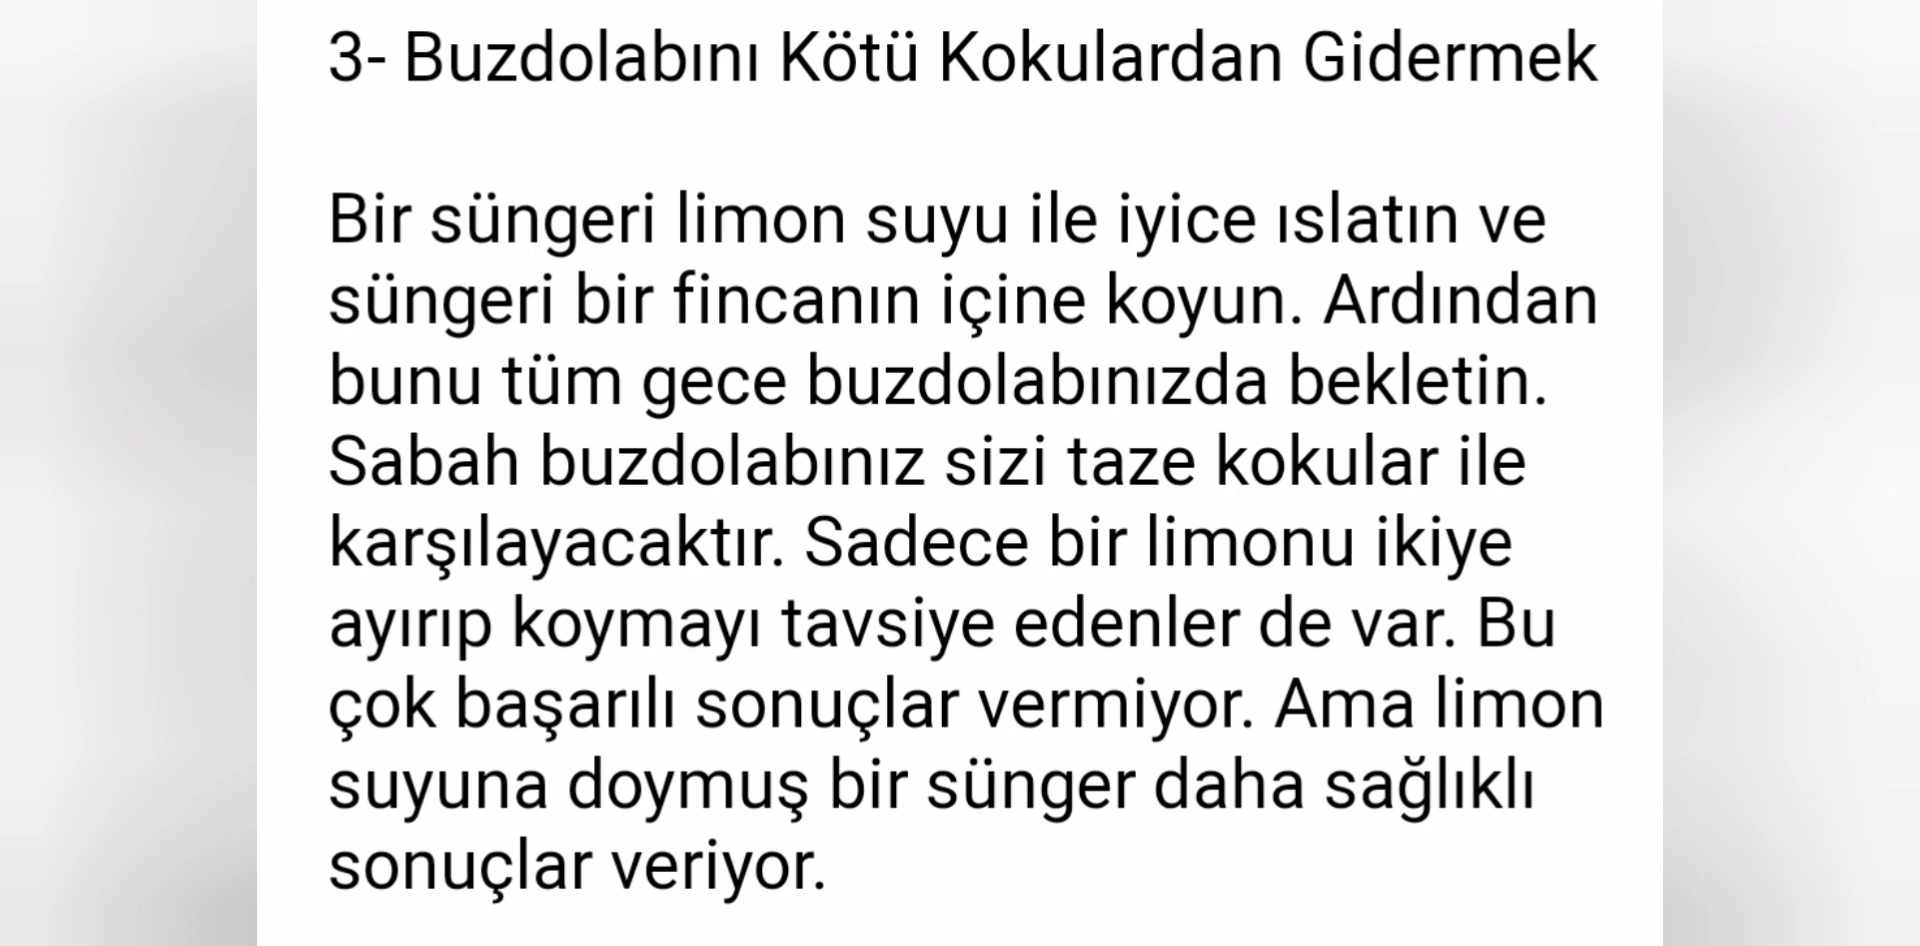 3- Buzdolabını Kötü Kokulardan Gidermek
Bir süngeri limon suyu ile iyice ıslatın ve
süngeri bir fincanın içine koyun. Ardından
bunu tüm gece buzdolabınızda bekletin.
Sabah buzdolabınız sizi taze kokular ile
karşılayacaktır. Sadece bir limonu ikiye
ayırıp koymayı tavsiye edenler de var. Bu
çok başarılı sonuçlar vermiyor. Ama limon
suyuna doymuş bir sünger daha sağlıklı
sonuçlar veriyor.